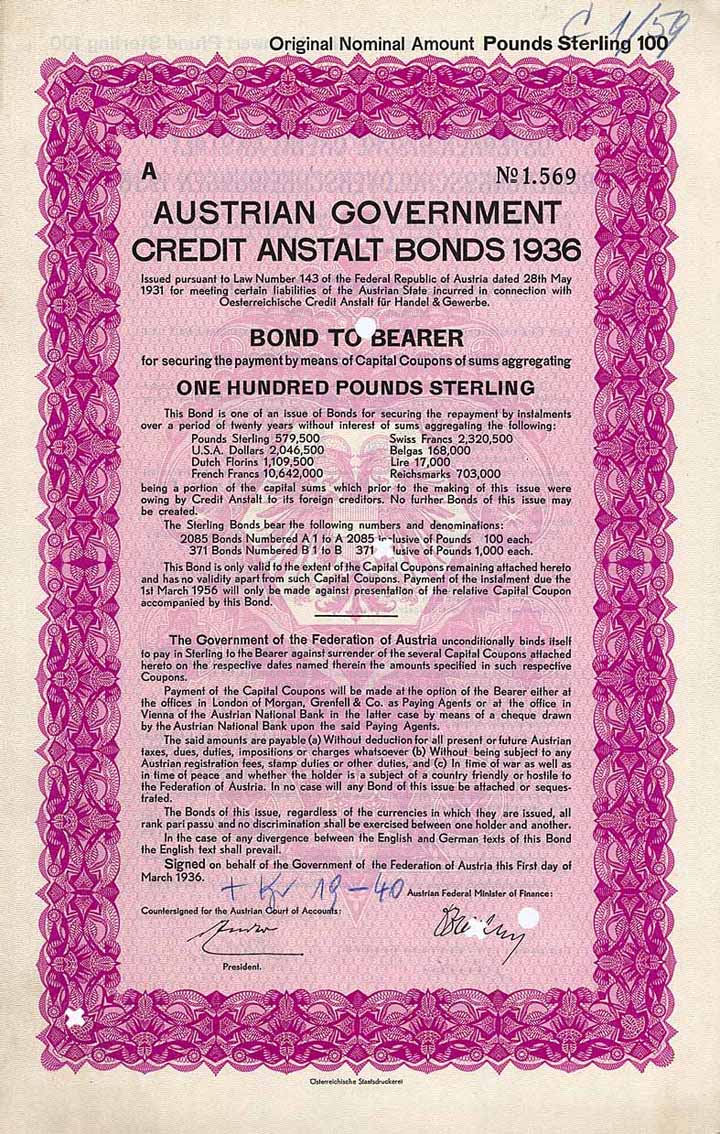 C 1/59
Original Nominal Amount Pounds Sterling 100
A
№ 1.569
AUSTRIAN GOVERNMENT
CREDIT ANSTALT BONDS 1936
Issued pursuant to Law Number 143 of the Federal Republic of Austria dated 28th May
1931 for meeting certain liabilities of the Austrian State incurred in connection with
Oesterreichische Credit Anstalt für Handel & Gewerbe.
BOND TO BEARER
for securing the payment by means of Capital Coupons of sums aggregating
ONE HUNDRED POUNDS STERLING
This Bond is one of an issue of Bonds for securing the repayment by instalments
over a period of twenty years without interest of sums aggregating the following:
Pounds Sterling 579,500 Swiss Francs 2,320,500
U.S.A. Dollars 2,046,500 Belgas 168,000
Dutch Florins 1,109,500 Lire 17,000
French Francs 10,642,000 Reichsmarks 703,000
being a portion of the capital sums which prior to the making of this issue were
owing by Credit Anstalt to its foreign creditors. No further Bonds of this issue may
be created.
The Sterling Bonds bear the following numbers and denominations:
2085 Bonds Numbered A 1 to A 2085 inclusive of Pounds 100 each.
371 Bonds Numbered B 1 to B 371 lusive of Pounds 1,000 each.
This Bond is only valid to the extent of the Capital Coupons remaining attached hereto
and has no validity apart from such Capital Coupons. Payment of the instalment due the
1st March 1956 will only be made against presentation of the relative Capital Coupon
accompanied by this Bond.
The Government of the Federation of Austria unconditionally binds itself
to pay in Sterling to the Bearer against surrender of the several Capital Coupons attached
hereto on the respective dates named therein the amounts specified in such respective
Coupons.
Payment of the Capital Coupons will be made at the option of the Bearer either at
the offices in London of Morgan, Grenfell & Co. as Paying Agents or at the office in
Vienna of the Austrian National Bank in the latter case by means of a cheque drawn
by the Austrian National Bank upon the said Paying Agents.
The said amounts are payable (a) Without deduction for all present or future Austrian
taxes, dues, duties, impositions or charges whatsoever (b) Without being subject to any
Austrian registration fees, stamp duties or other duties, and (c) In time of war as well as
in time of peace and whether the holder is a subject of a country friendly or hostile to
the Federation of Austria. In no case will any Bond of this issue be attached or seques-
trated.
The Bonds of this issue, regardless of the currencies in which they are issued, all
rank pari passu and no discrimination shall be exercised between one holder and another.
In the case of any divergence between the English and German texts of this Bond
the English text shall prevail.
Signed on behalf of the Government of the Federation of Austria this First day of
March 1936.
19-40
Austrian Federal Minister of Finance:
Countersigned for the Austrian Court of Accounts:
President.
Österreichische Staatsdruckerei